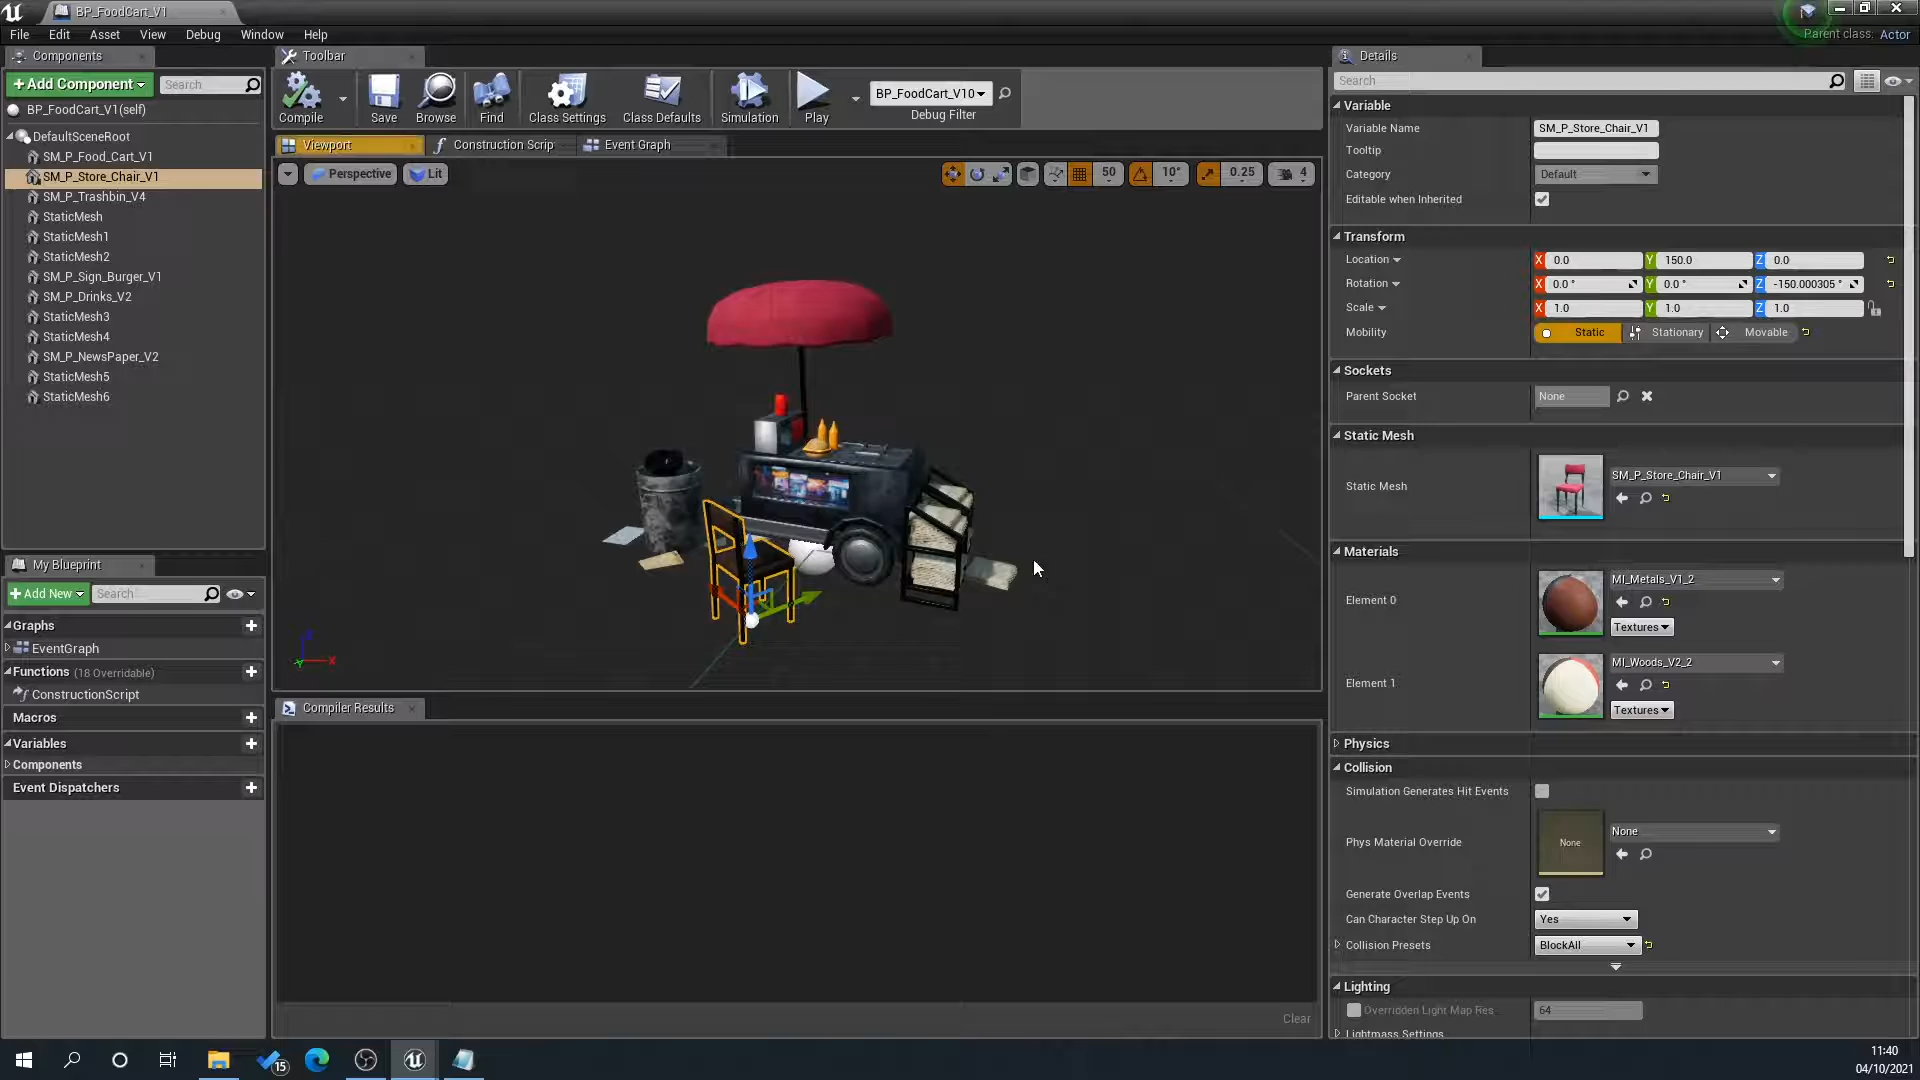 BP_FoodCart_V1
File Edit Asset View Debug Window Help
Parent class: Actor
Components
+Add Component
Search
BP_FoodCart_V1(self)
DefaultSceneRoot
SM_P_Food_Cart_V1
SM_P_Store_Chair_V1
SM_P_Trashbin_V4
StaticMesh
StaticMesh1
StaticMesh2
SM_P_Sign_Burger_V1
SM_P_Drinks_V2
StaticMesh3
StaticMesh4
SM_P_NewsPaper_V2
StaticMesh5
StaticMesh6
My Blueprint
+Add New
Search
Graphs
EventGraph
Functions (18 Overridable)
ConstructionScript
Macros
Variables
Components
Event Dispatchers
Toolbar
Compile
Save
Browse
Find
Class Settings
Class Defaults
Simulation
Play
BP_FoodCart_V10
Debug Filter
Viewport
Construction Scrip
Event Graph
Perspective
Lit
50
10°
0.25
4
X
Compiler Results
Clear
Details
Search
Variable
Variable Name SM_P_Store_Chair_V1
Tooltip
Category Default
Editable when Inherited
Transform
Location X 0.0 Y 150.0 Z 0.0
Rotation X 0.0 ° Y 0.0 ° Z -150.000305 °
Scale X 1.0 Y 1.0 Z 1.0
Mobility Static Stationary Movable
Sockets
Parent Socket None
Static Mesh
Static Mesh SM_P_Store_Chair_V1
Materials
Element 0 MI_Metals_V1_2
Textures
Element 1 MI_Woods_V2_2
Textures
Physics
Collision
Simulation Generates Hit Events
Phys Material Override None None
Generate Overlap Events
Can Character Step Up On Yes
Collision Presets BlockAll
Lighting
Overridden Light Map Res 64
Lightmass Settings
15
11:40
04/10/2021